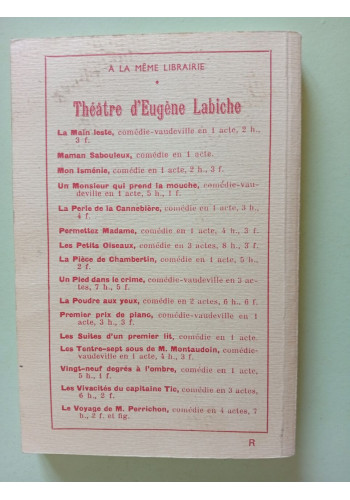 A LA MÊME LIBRAIRIE
Théâtre d'Eugène Labiche
La Main leste, comédie-vaudeville en 1 acte, 2 h.,
3 f.
Maman Sabouleux, comédie en 1 acte.
Mon Isménie, comédie en 1 acte, 2 h., 3 f.
Un Monsieur qui prend la mouche, comédie-vau-
deville en 1 acte, 5 h., 1 f.
La Perle de la Cannebière, comédie en 1 acte, 3 h.,
4 f.
Permettez Madame, comédie en 1 acte, 4 h., 3 f.
Les Petits Oiseaux, comédie en 3 actes, 8 h., 3 f.
La Pièce de Chambertin, comédie en 1 acte, 5 h.,
2 f.
Un Pied dans le crime, comédie-vaudeville en 3 ac-
tes, 7 h., 5 f.
La Poudre aux yeux, comédie en 2 actes, 6 h., 6 f.
Premier prix de piano, comédie-vaudeville en 1
acte, 3 h., 3 f.
Les Suites d'un premier lit, comédie en 1 acte.
Les Trente-sept sous de M. Montaudoin, comédie-
vaudeville en 1 acte, 4 h., 3 f.
Vingt-neuf degrés à l'ombre, comédie en 1 acte,
5 h., 1 f.
Les Vivacités du capitaine Tic, comédie en 3 actes,
6 h., 2 f.
Le Voyage de M. Perrichon, comédie en 4 actes, 7
h., 2 f. et fig.
R